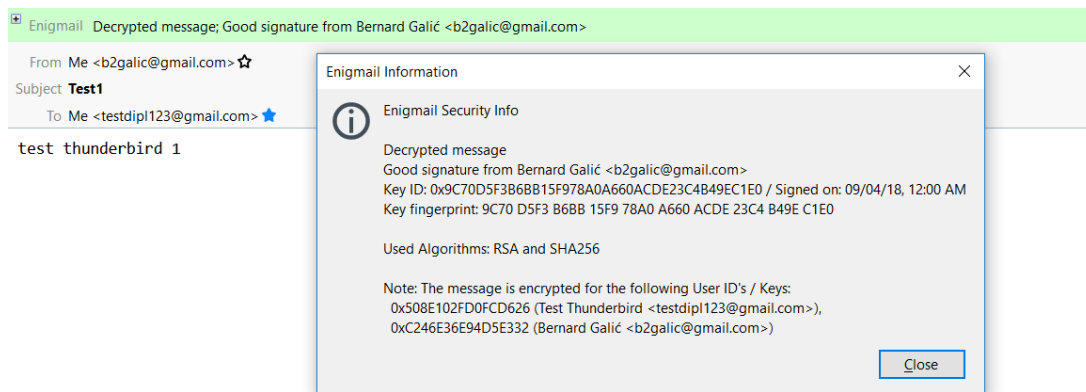 Enigmail Decrypted message; Good signature from Bernard Galić <b2galic@gmail.com>
From Me <b2galic@gmail.com>
Subject Test1
To Me <testdipl123@gmail.com>
test thunderbird 1
Enigmail Information
Enigmail Security Info
Decrypted message
Good signature from Bernard Galić <b2galic@gmail.com>
Key ID: 0x9C70D5F3B6BB15F978A0A660ACDE23C4B49EC1E0 / Signed on: 09/04/18, 12:00 AM
Key fingerprint: 9C70 D5F3 B6BB 15F9 78A0 A660 ACDE 23C4 B49E C1E0
Used Algorithms: RSA and SHA256
Note: The message is encrypted for the following User ID's / Keys:
0x508E102FD0FCD626 (Test Thunderbird <testdipl123@gmail.com>),
0xC246E36E94D5E332 (Bernard Galić <b2galic@gmail.com>)
Close